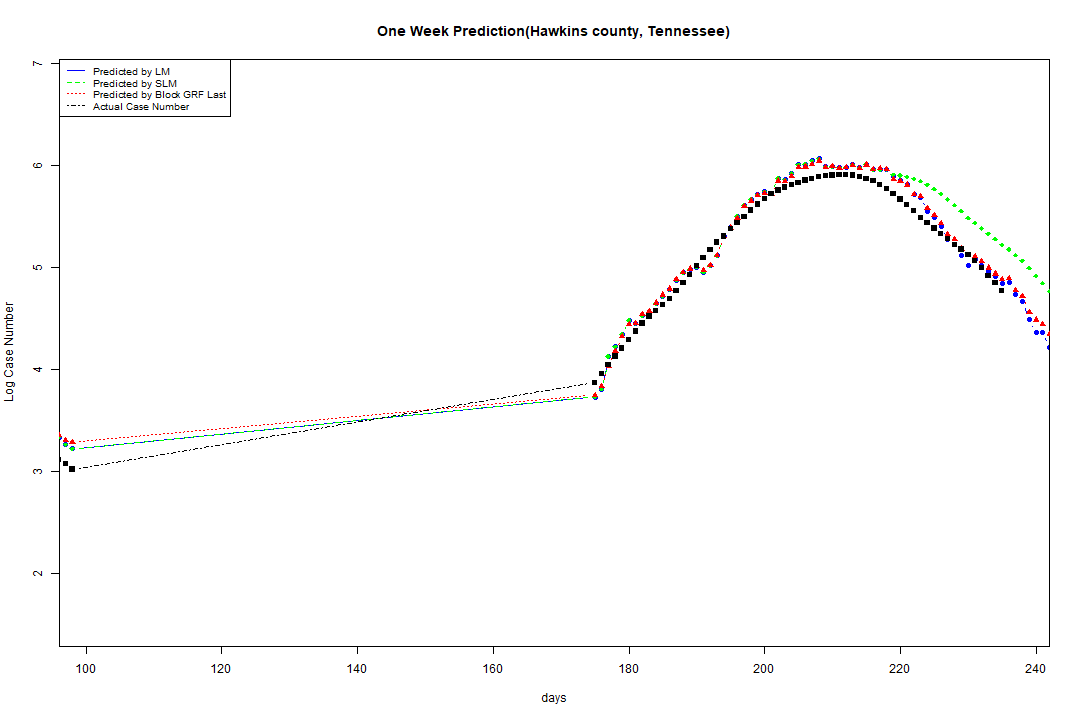 One Week Prediction(Hawkins county, Tennessee)
Predicted by LM
Predicted by SLM
Predicted by Block GRF Last
Actual Case Number
7
6
5
4
3
2
Log Case Number
100 120 140 160 180 200 220 240
days